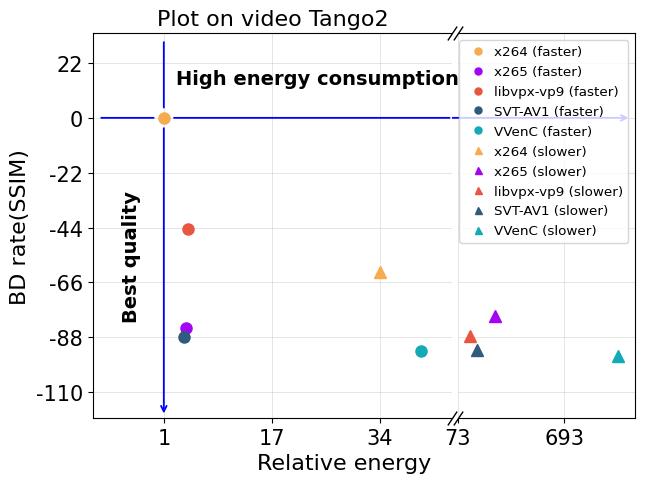 Plot on video Tango2
BD rate(SSIM)
22
0
-22
-44
-66
-88
-110
High energy consumption
Best quality
x264 (faster)
x265 (faster)
libvpx-vp9 (faster)
SVT-AV1 (faster)
VVenC (faster)
x264 (slower)
x265 (slower)
libvpx-vp9 (slower)
SVT-AV1 (slower)
VVenC (slower)
1 17 34 73 693
Relative energy